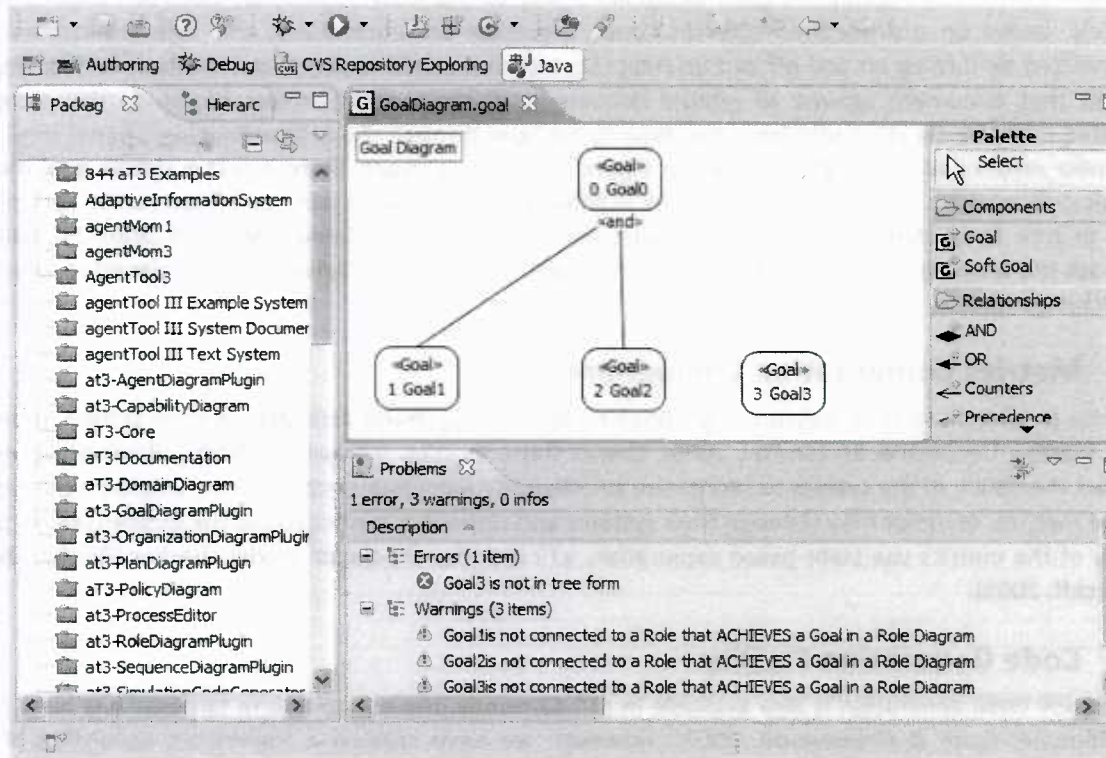 Authoring Debug CVS Repository Exploring Java
Packag Hierarc
844 aT3 Examples
AdaptiveInformationSystem
agentMom1
agentMom3
AgentTool3
agentTool III Example System
agentTool III System Documer
agentTool III Text System
at3-AgentDiagramPlugin
at3-CapabilityDiagram
aT3-Core
aT3-Documentation
aT3-DomainDiagram
at3-GoalDiagramPlugin
at3-OrganizationDiagramPlugir
at3-PlanDiagramPlugin
aT3-PolicyDiagram
at3-ProcessEditor
at3-RoleDiagramPlugin
at3-SequenceDiagramPlugin
at3-SimulationCodeGenerator
G GoalDiagram.goal
Goal Diagram
«Goal»
0 Goal0
«and»
«Goal»
1 Goal1
«Goal»
2 Goal2
«Goal»
3 Goal3
Palette
Select
Components
G Goal
G Soft Goal
Relationships
AND
OR
Counters
Precedence
Problems
1 error, 3 warnings, 0 infos
Description
Errors (1 item)
Goal3 is not in tree form
Warnings (3 items)
Goal1is not connected to a Role that ACHIEVES a Goal in a Role Diagram
Goal2is not connected to a Role that ACHIEVES a Goal in a Role Diagram
Goal3is not connected to a Role that ACHIEVES a Goal in a Role Diagram